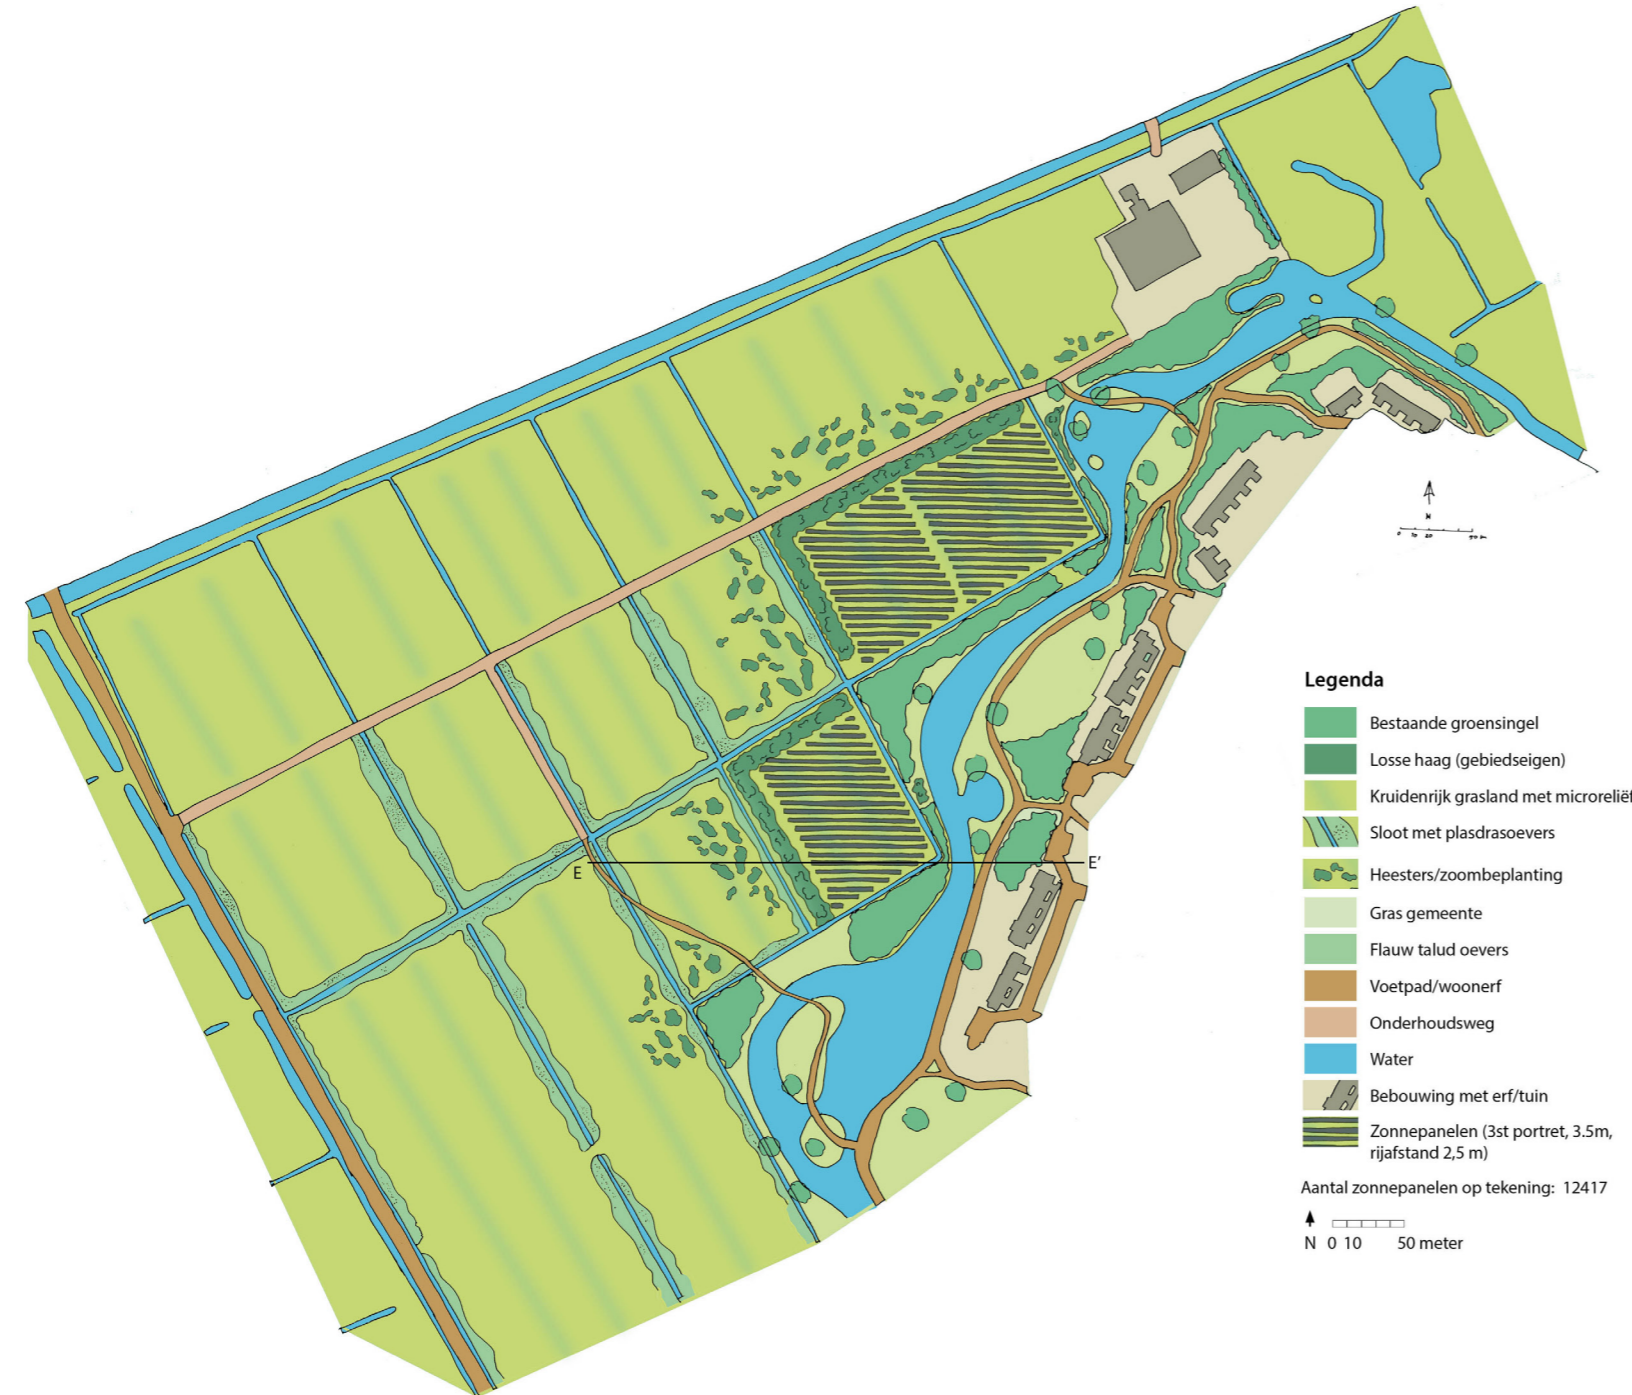 N
E
E'
Legenda
Bestaande groensingel
Losse haag (gebiedseigen)
Kruidenrijk grasland met microreliëf
Sloot met plasdrasoevers
Heesters/zoombeplanting
Gras gemeente
Flauw talud oevers
Voetpad/woonerf
Onderhoudsweg
Water
Bebouwing met erf/tuin
Zonnepanelen (3st portret, 3.5m,
rijafstand 2,5 m)
Aantal zonnepanelen op tekening: 12417
N 0 10 50 meter